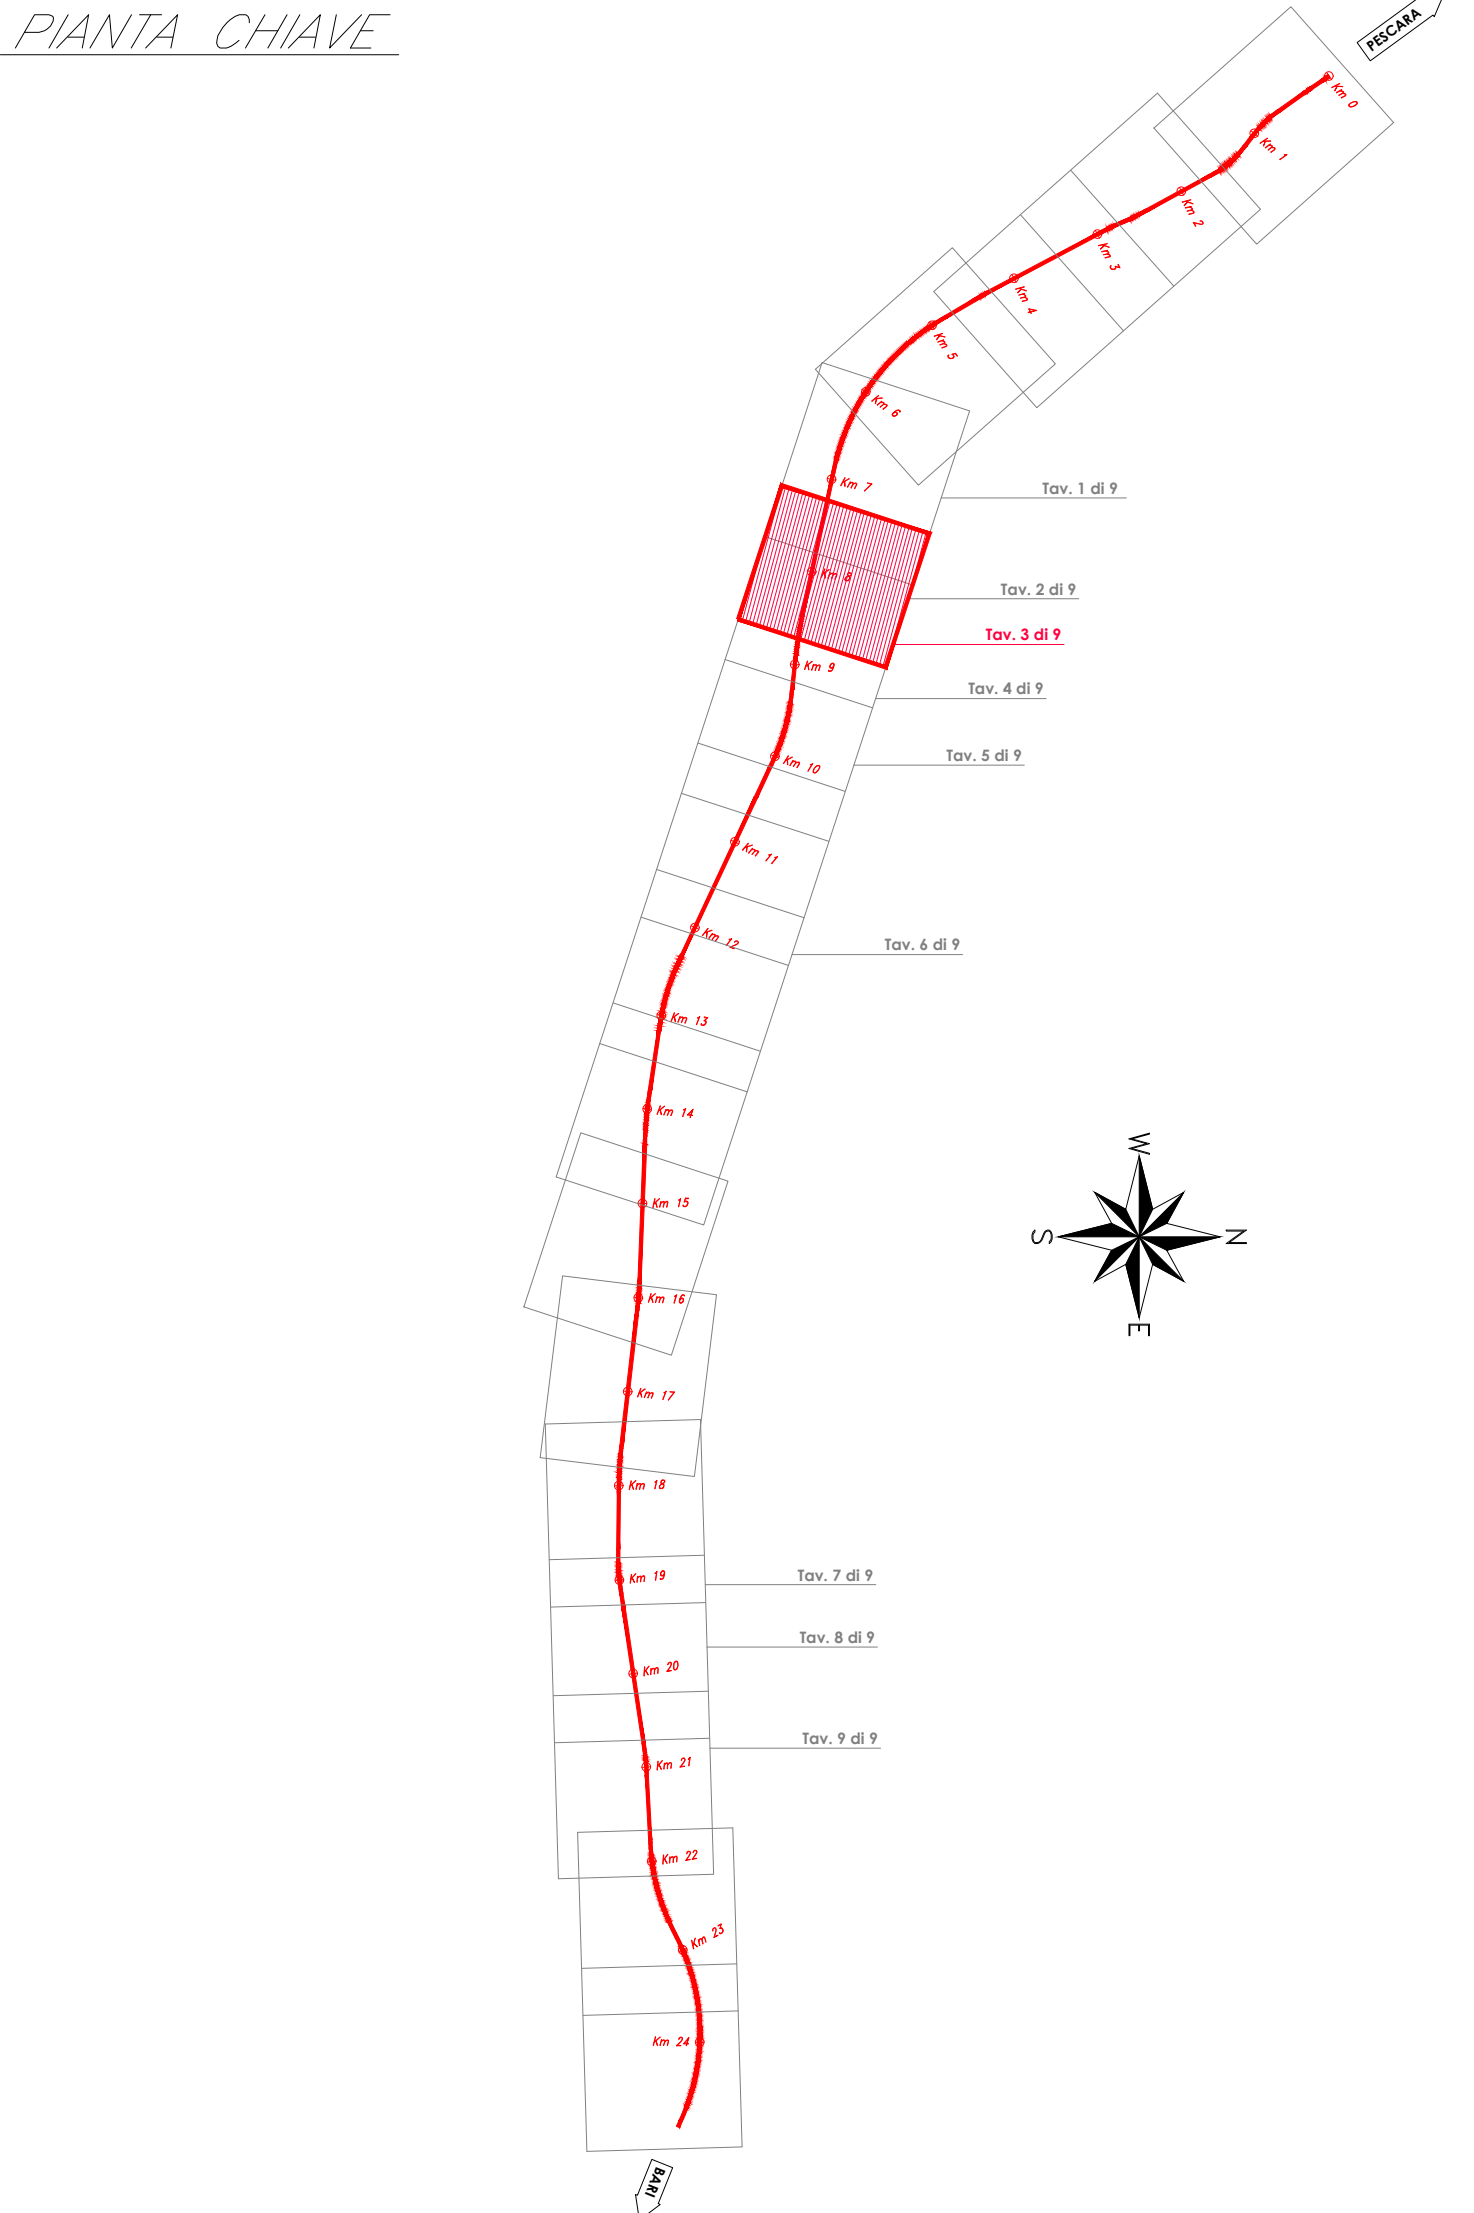 PIANTA CHIAVE
PESCARA
Km 0
Km 1
Km 2
Km 3
Km 4
Km 5
Km 6
Km 7
Tav. 1 di 9
Km 8
Tav. 2 di 9
Tav. 3 di 9
Km 9
Tav. 4 di 9
Km 10
Tav. 5 di 9
Km 11
Km 12
Tav. 6 di 9
Km 13
Km 14
W
Km 15
S
N
Km 16
E
Km 17
Km 18
Km 19
Tav. 7 di 9
Tav. 8 di 9
Km 20
Tav. 9 di 9
Km 21
Km 22
Km 23
Km 24
BARI